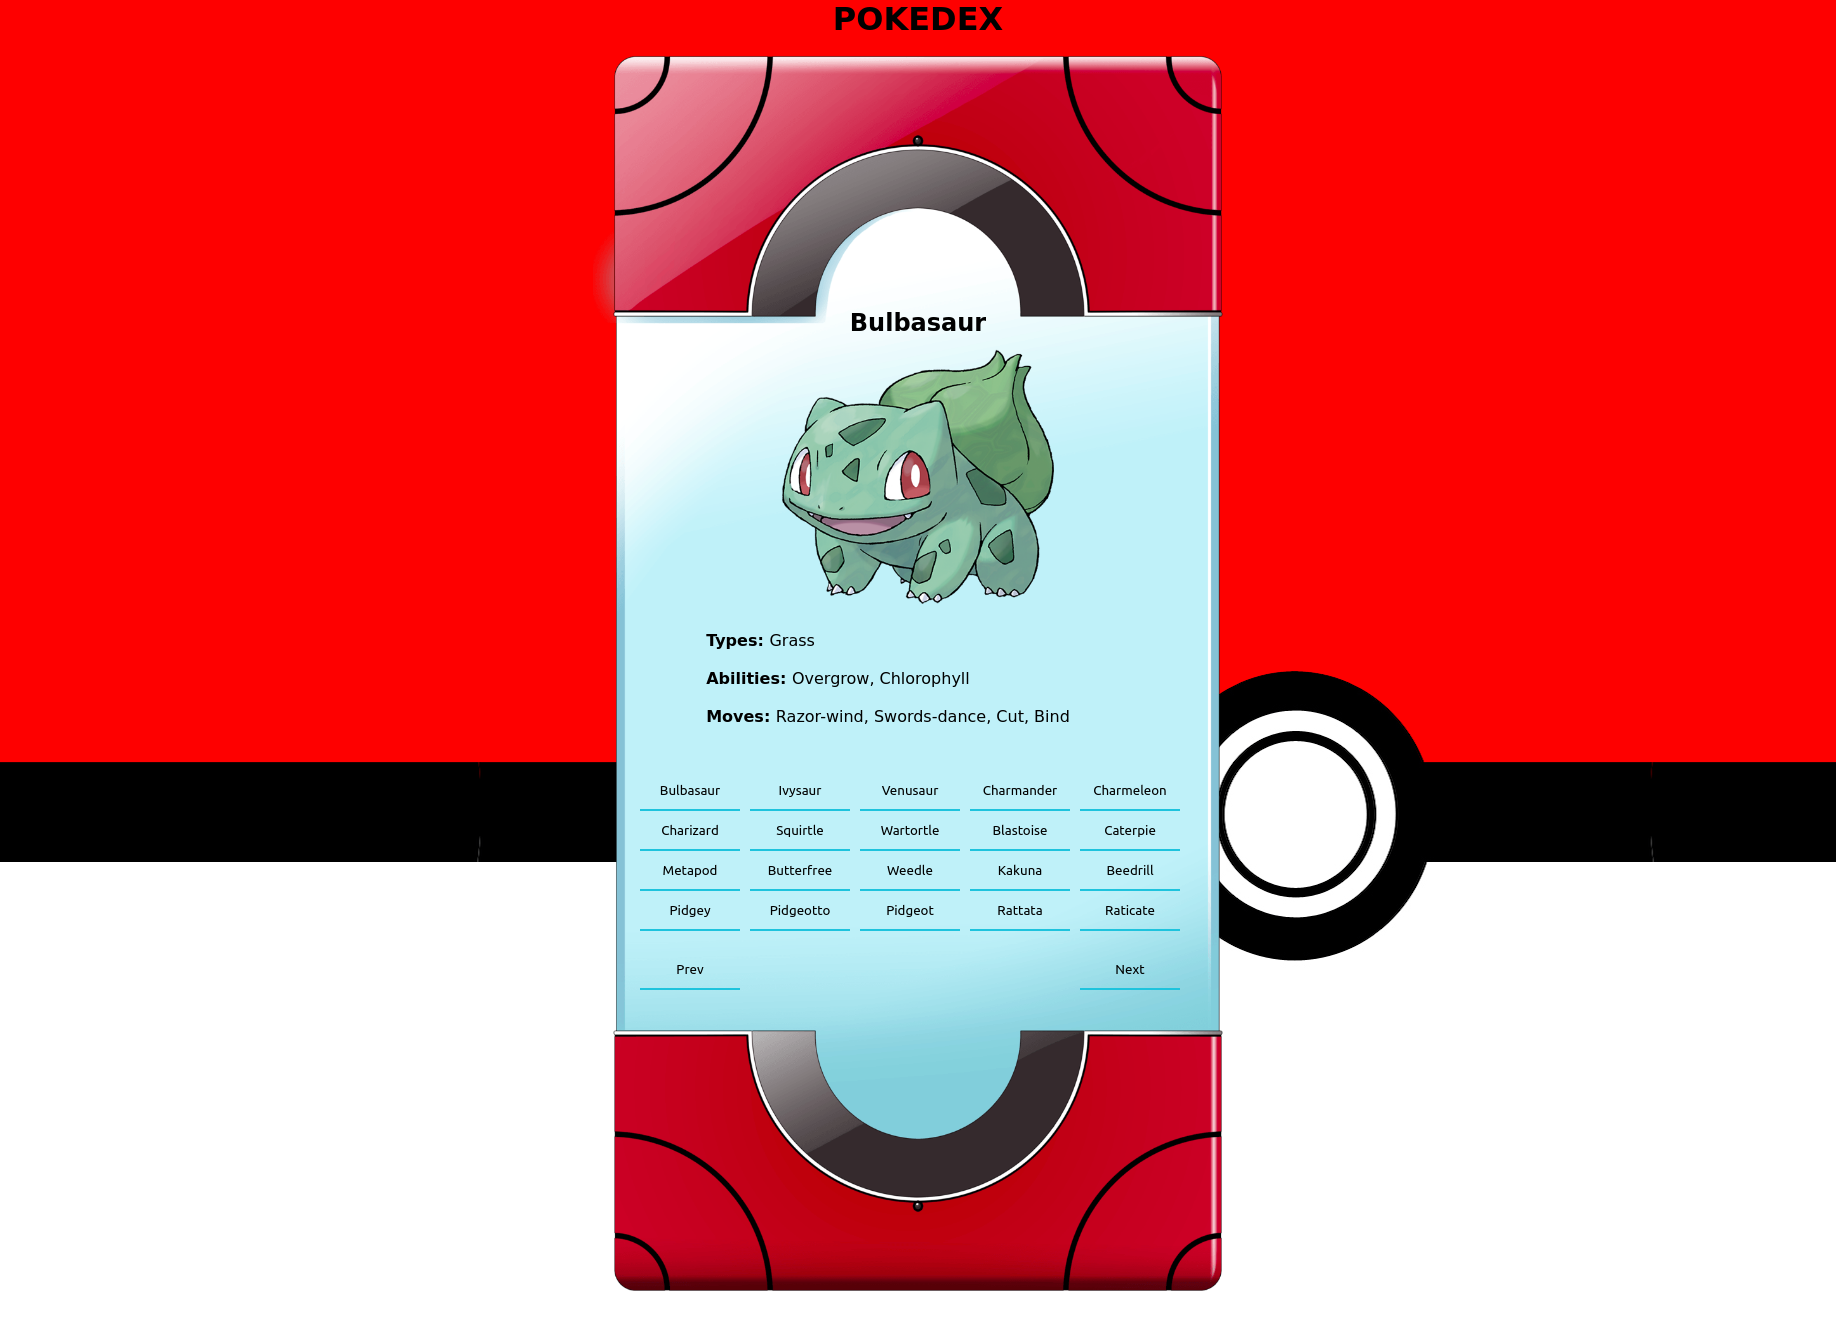 POKEDEX
Bulbasaur
Types: Grass
Abilities: Overgrow, Chlorophyll
Moves: Razor-wind, Swords-dance, Cut, Bind
Bulbasaur Ivysaur Venusaur Charmander Charmeleon
Charizard Squirtle Wartortle Blastoise Caterpie
Metapod Butterfree Weedle Kakuna Beedrill
Pidgey Pidgeotto Pidgeot Rattata Raticate
Prev Next